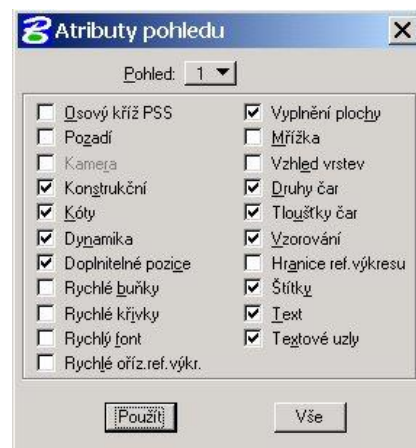 Atributy pohledu
Pohled: 1
Osový kříž PSS
Pozadí
Kamera
Konstrukční
Kóty
Dynamika
Doplnitelné pozice
Rychlé buňky
Rychlé křivky
Rychlý font
Rychlé oříz.ref.výkr.
Vyplnění plochy
Mřížka
Vzhled vrstev
Druhy čar
Tloušťky čar
Vzorování
Hranice ref.výkresu
Štítky
Text
Textové uzly
Použít
Vše